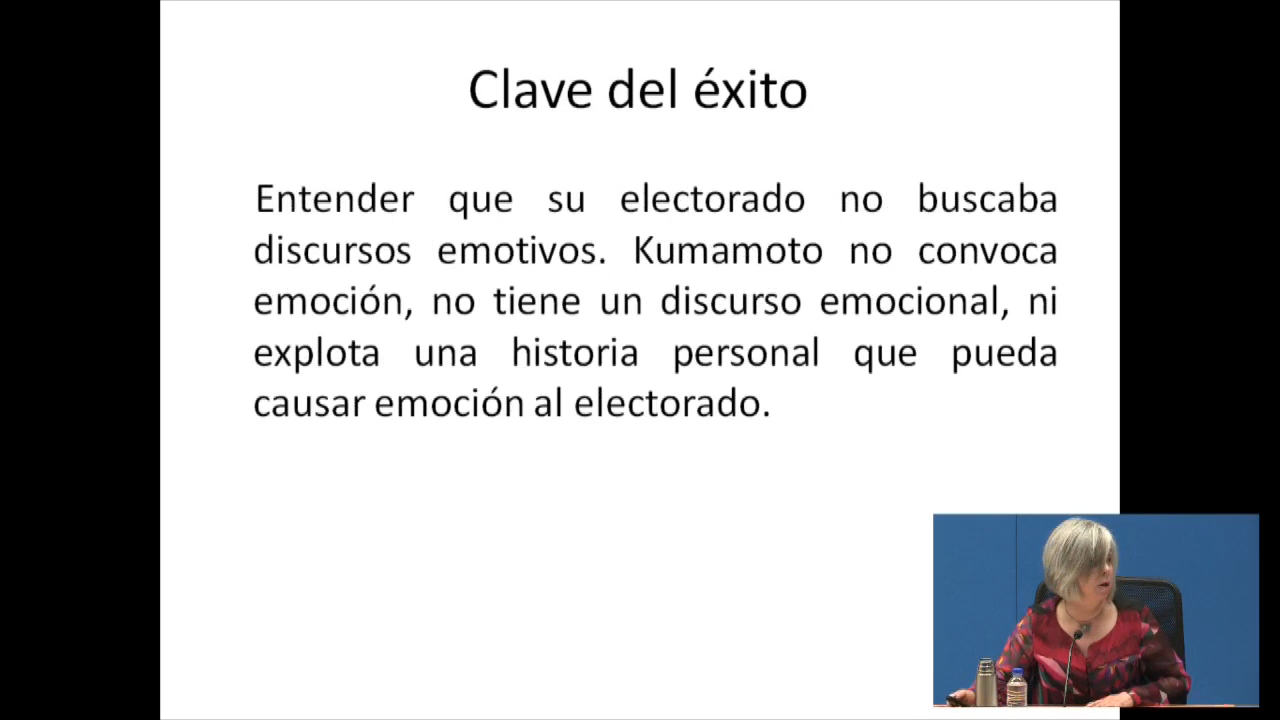 Clave del éxito
Entender que su electorado no buscaba
discursos emotivos. Kumamoto no convoca
emoción, no tiene un discurso emocional, ni
explota una historia personal que pueda
causar emoción al electorado.